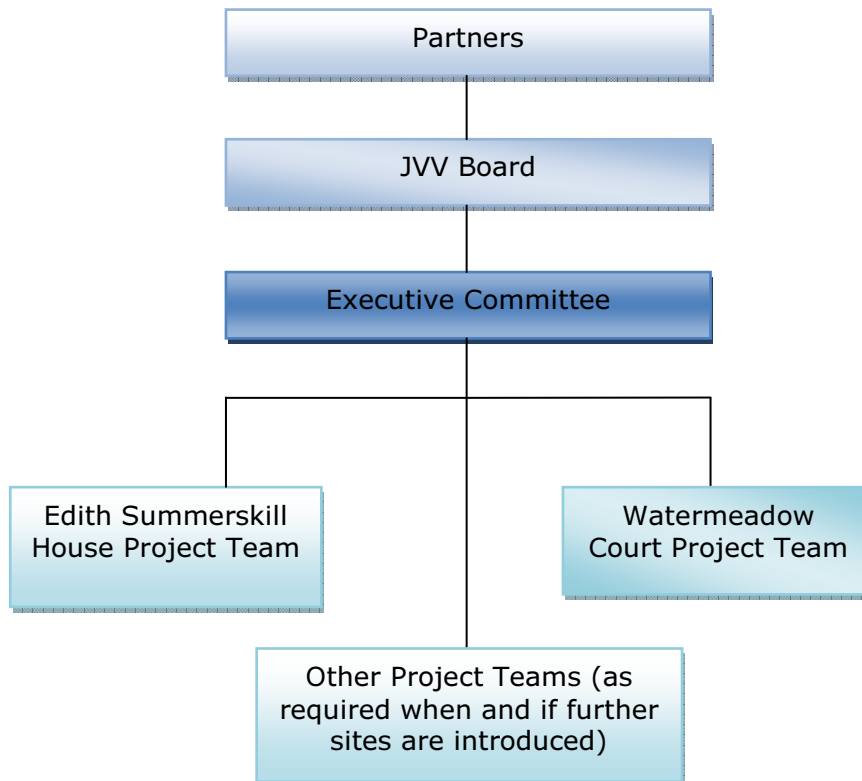 Partners
JVV Board
Executive Committee
Edith Summerskill
House Project Team
Watermeadow
Court Project Team
Other Project Teams (as
required when and if further
sites are introduced)